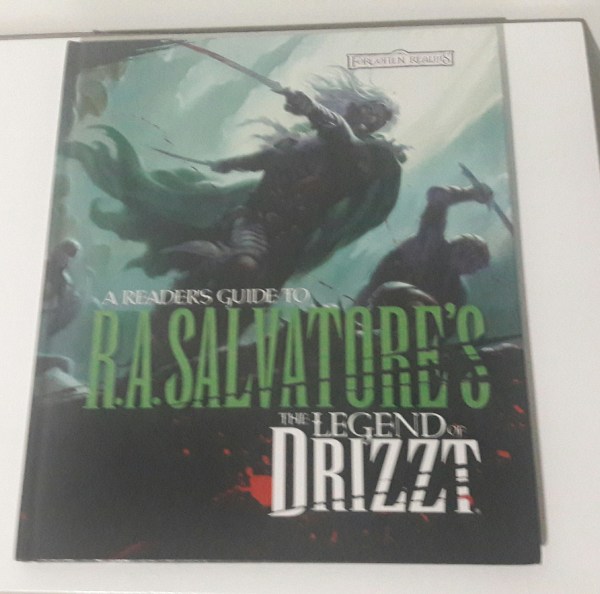 FORGOTTEN REALMS
A READER'S GUIDE TO
R.A. SALVATORE'S
THE LEGEND OF
DRIZZT